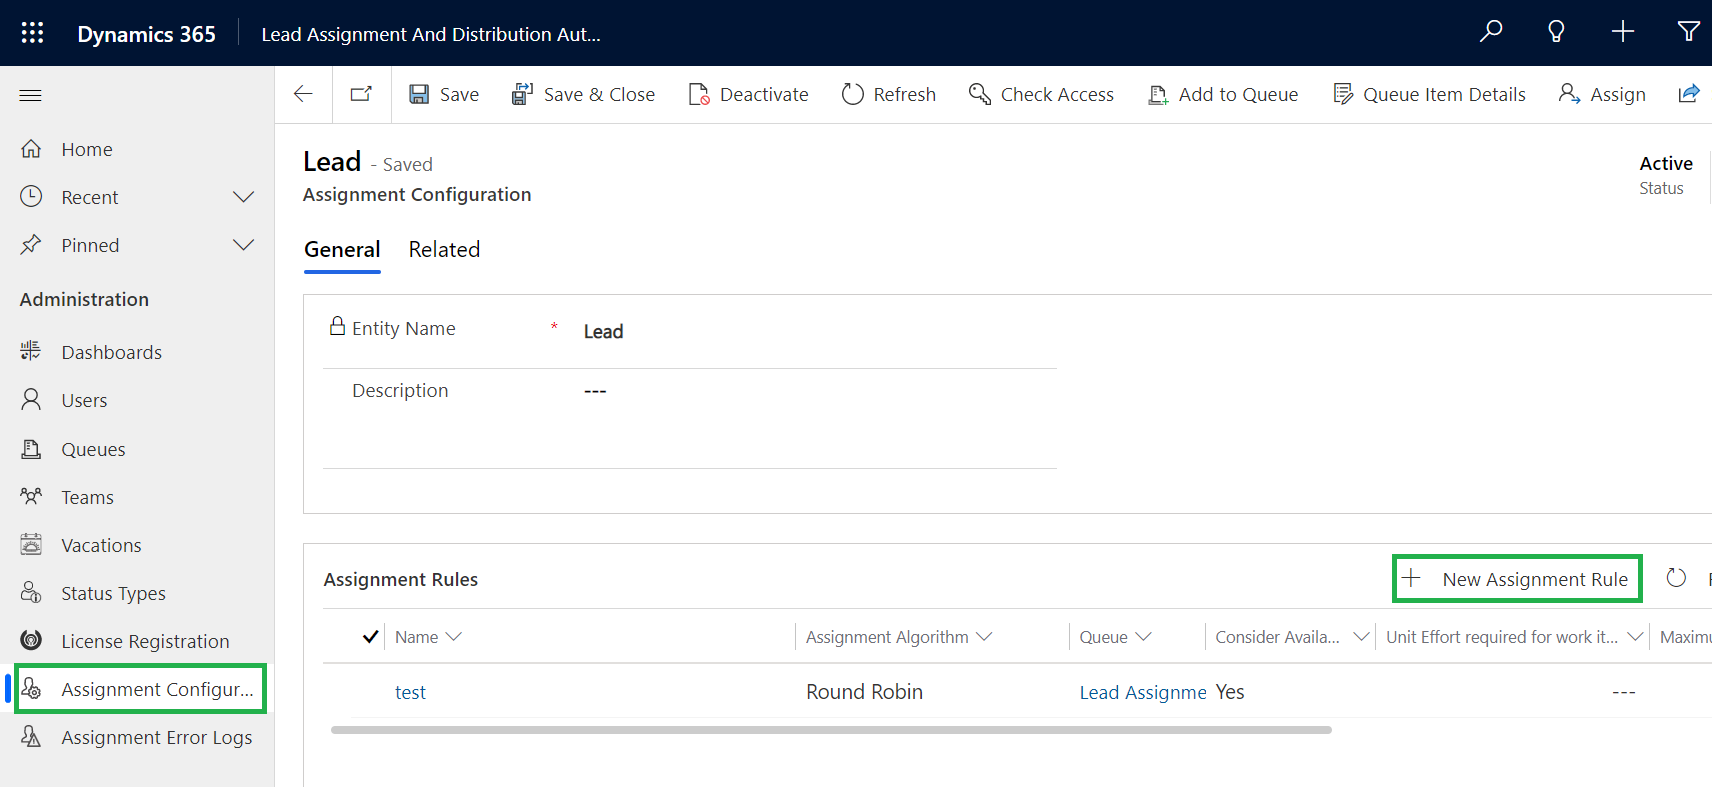 Dynamics 365
Lead Assignment And Distribution Aut...
Save
Save & Close
Deactivate
Refresh
Check Access
Add to Queue
Queue Item Details
Assign
Home
Recent
Pinned
Administration
Dashboards
Users
Queues
Teams
Vacations
Status Types
License Registration
Assignment Configur...
Assignment Error Logs
Lead - Saved
Assignment Configuration
Active
Status
General
Related
Entity Name * Lead
Description ---
Assignment Rules
New Assignment Rule
Name Assignment Algorithm Queue Consider Availa... Unit Effort required for work it... Maximu
test Round Robin Lead Assignme Yes ---